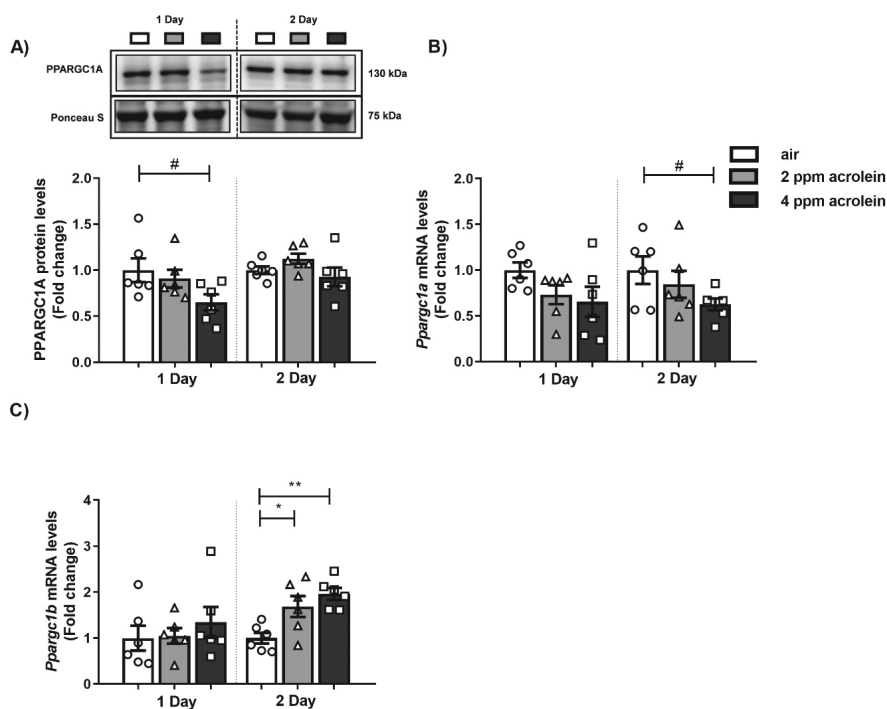 1 Day 2 Day
A) B)
PPARGC1A 130 kDa
Ponceau S 75 kDa
air
2 ppm acrolein
4 ppm acrolein
#
PPARGC1A protein levels
(Fold change)
2.0
1.5
1.0
0.5
0.0
1 Day 2 Day
#
Ppargc1a mRNA levels
(Fold change)
2.0
1.5
1.0
0.5
0.0
1 Day 2 Day
C)
**
*
Ppargc1b mRNA levels
(Fold change)
4
3
2
1
0
1 Day 2 Day